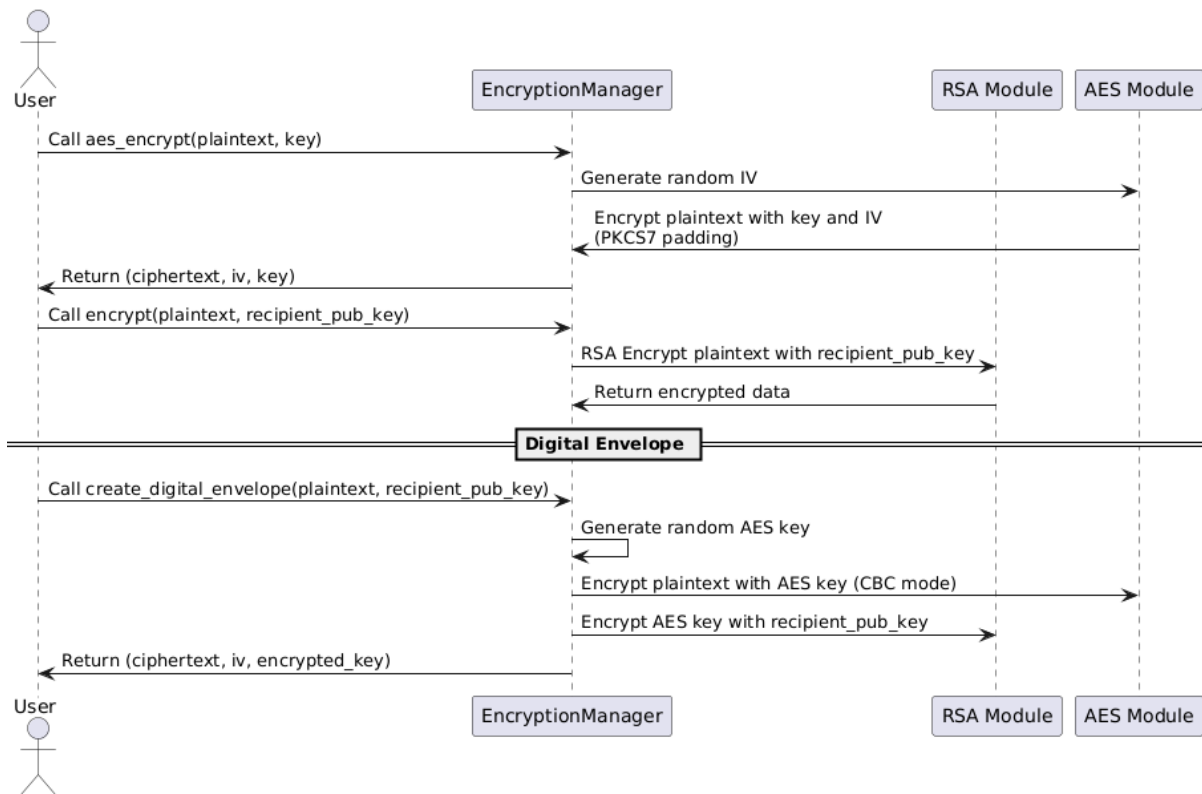 User
EncryptionManager
RSA Module
AES Module
Call aes_encrypt(plaintext, key)
Generate random IV
Encrypt plaintext with key and IV
(PKCS7 padding)
Return (ciphertext, iv, key)
Call encrypt(plaintext, recipient_pub_key)
RSA Encrypt plaintext with recipient_pub_key
Return encrypted data
Digital Envelope
Call create_digital_envelope(plaintext, recipient_pub_key)
Generate random AES key
Encrypt plaintext with AES key (CBC mode)
Encrypt AES key with recipient_pub_key
Return (ciphertext, iv, encrypted_key)
User
EncryptionManager
RSA Module
AES Module